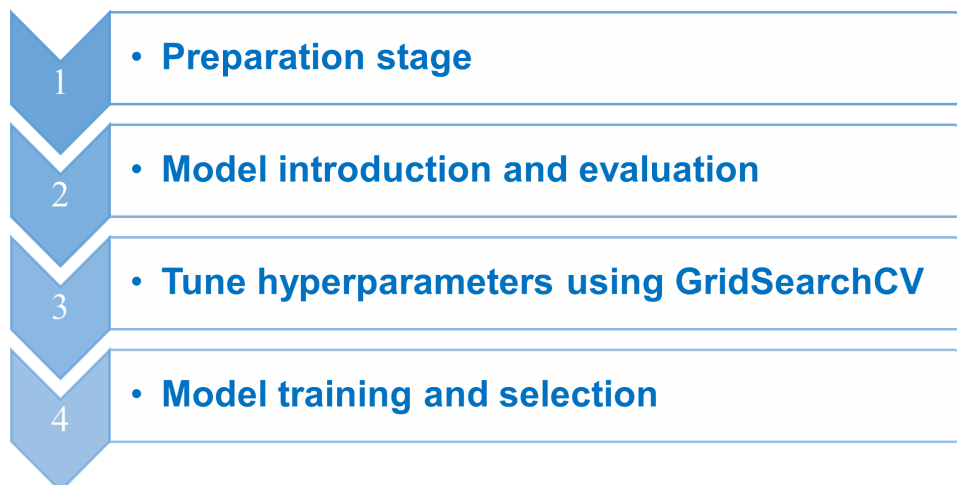 1
• Preparation stage
2
• Model introduction and evaluation
3
• Tune hyperparameters using GridSearchCV
4
• Model training and selection